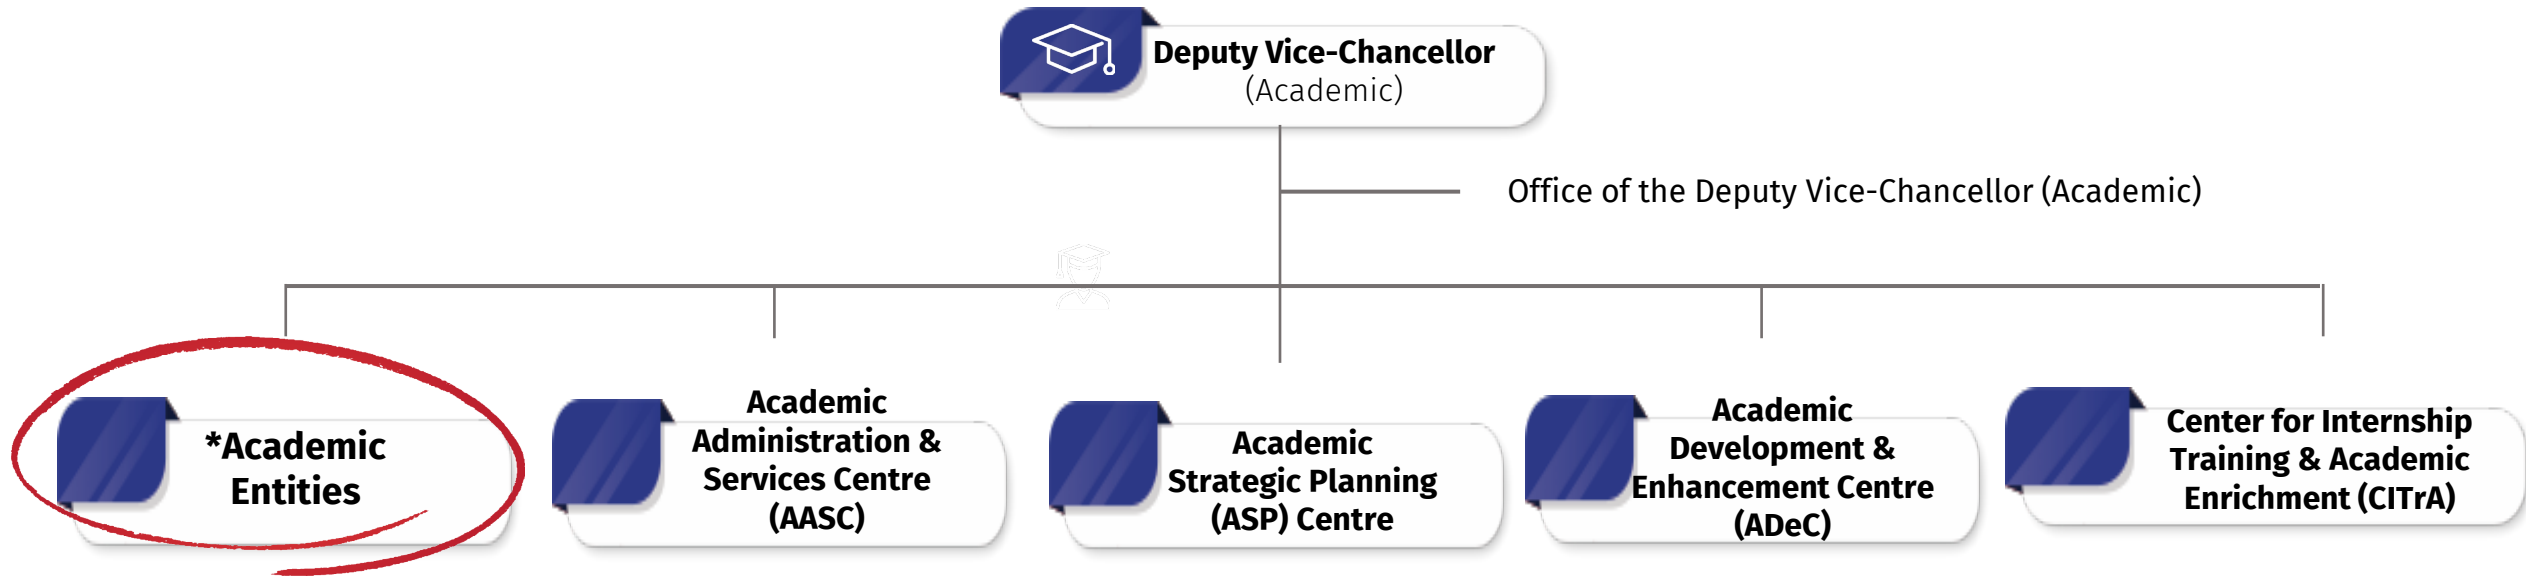 Deputy Vice-Chancellor
(Academic)
Office of the Deputy Vice-Chancellor (Academic)
*Academic
Entities
Academic
Administration &
Services Centre
(AASC)
Academic
Strategic Planning
(ASP) Centre
Academic
Development &
Enhancement Centre
(ADeC)
Center for Internship
Training & Academic
Enrichment (CITrA)